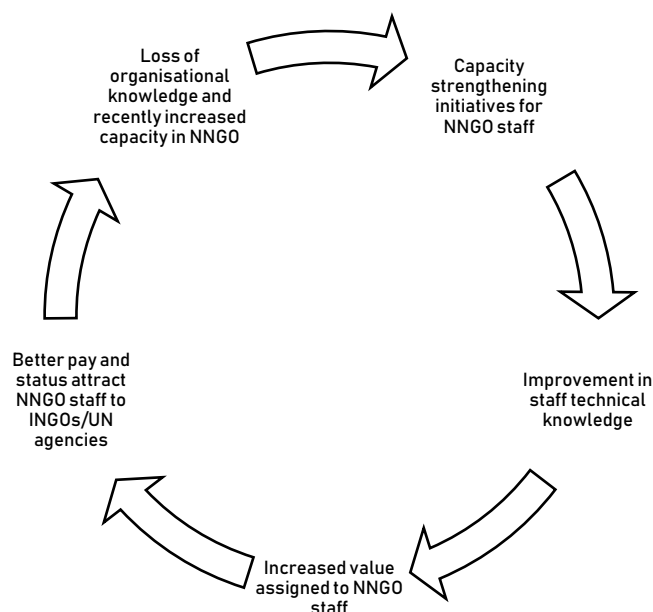 Loss of
organisational
knowledge and
recently increased
capacity in NNGO
Capacity
strengthening
initiatives for
NNGO staff
Improvement in
staff technical
knowledge
Increased value
assigned to NNGO
staff
Better pay and
status attract
NNGO staff to
INGOs/UN
agencies